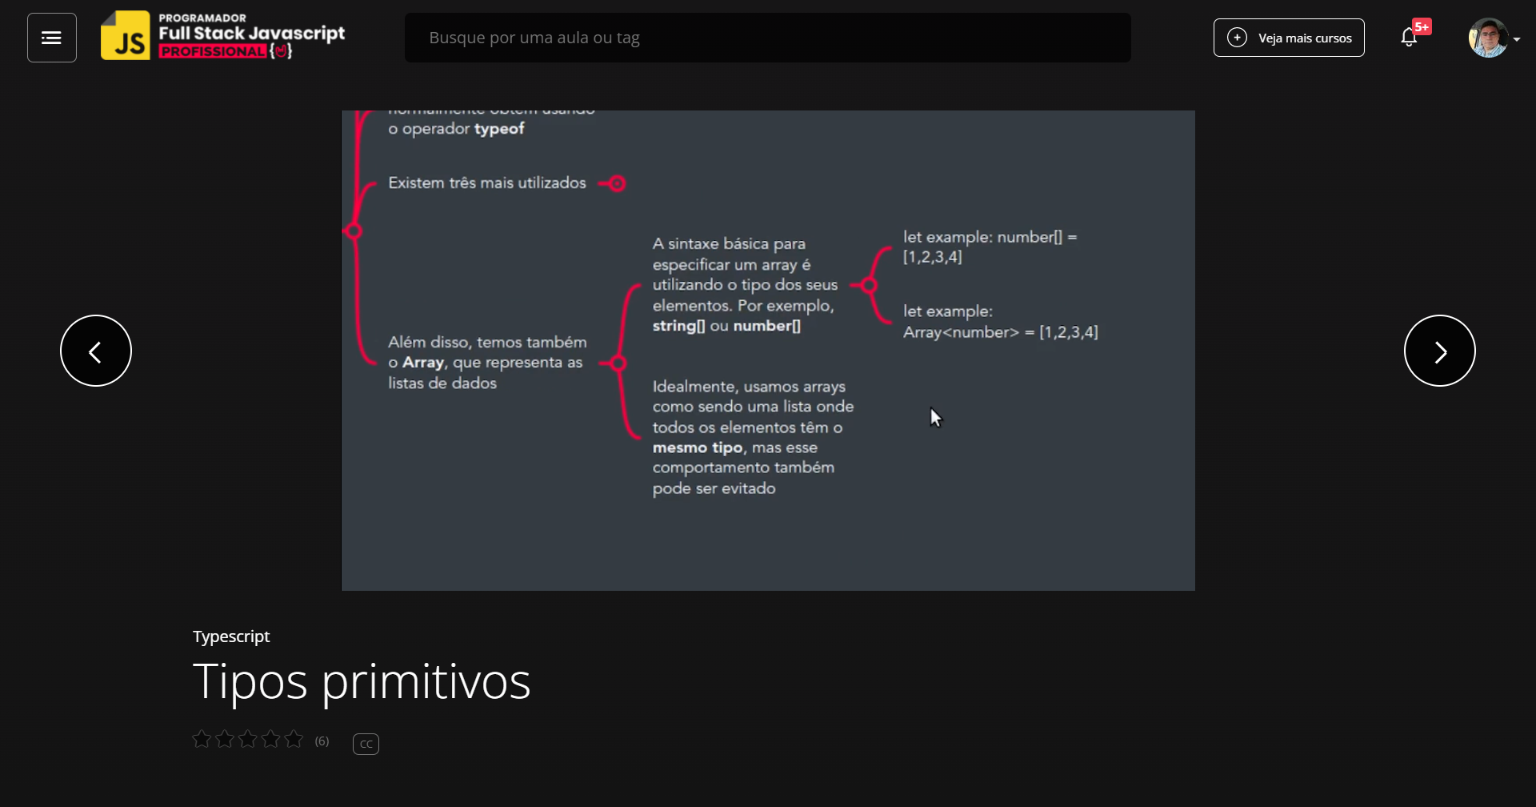 JS
PROGRAMADOR
Full Stack Javascript
PROFISSIONAL
Busque por uma aula ou tag
Veja mais cursos
5+
normalmente obtém usando
o operador typeof
Existem três mais utilizados
Além disso, temos também
o Array, que representa as
listas de dados
A sintaxe básica para
especificar um array é
utilizando o tipo dos seus
elementos. Por exemplo,
string[] ou number[]
let example: number[] =
[1,2,3,4]
let example:
Array<number> = [1,2,3,4]
Idealmente, usamos arrays
como sendo uma lista onde
todos os elementos têm o
mesmo tipo, mas esse
comportamento também
pode ser evitado
Typescript
Tipos primitivos
(6)
CC